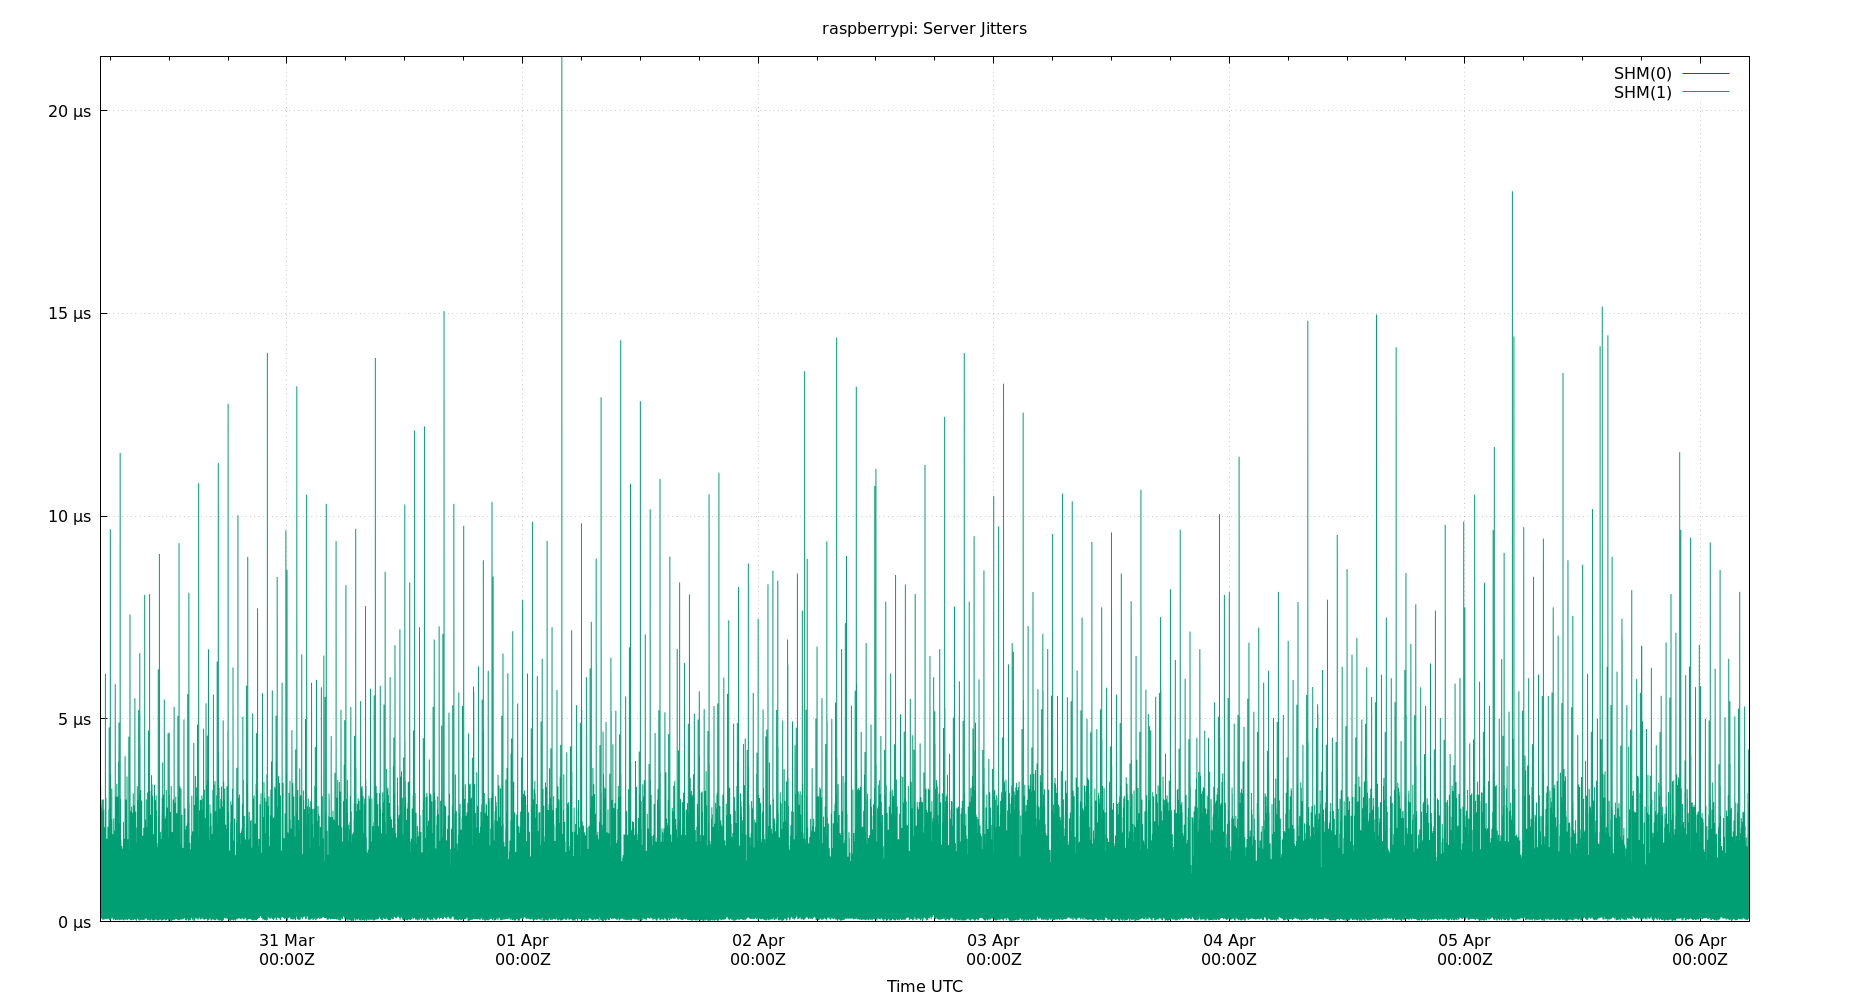 raspberrypi: Server Jitters
SHM(0)
SHM(1)
20 µs
15 µs
10 µs
5 µs
0 µs
31 Mar 01 Apr 02 Apr 03 Apr 04 Apr 05 Apr 06 Apr
00:00Z 00:00Z 00:00Z 00:00Z 00:00Z 00:00Z 00:00Z
Time UTC